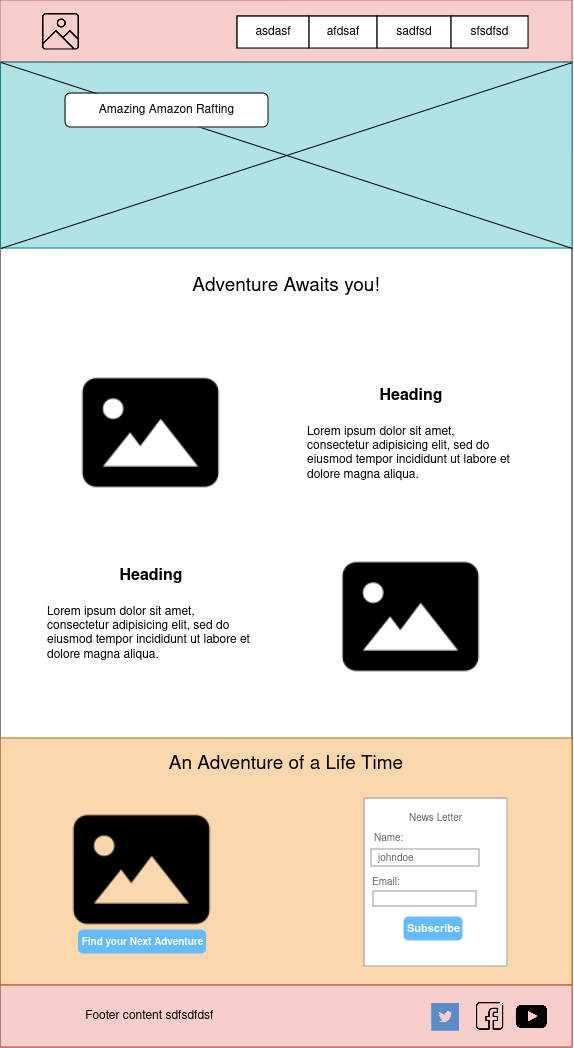 asdasf afdsaf sadfsd sfsdfsd
Amazing Amazon Rafting
Adventure Awaits you!
Heading
Lorem ipsum dolor sit amet,
consectetur adipisicing elit, sed do
eiusmod tempor incididunt ut labore et
dolore magna aliqua.
Heading
Lorem ipsum dolor sit amet,
consectetur adipisicing elit, sed do
eiusmod tempor incididunt ut labore et
dolore magna aliqua.
An Adventure of a Life Time
Find your Next Adventure
News Letter
Name:
johndoe
Email:
Subscribe
Footer content sdfsdfdsf